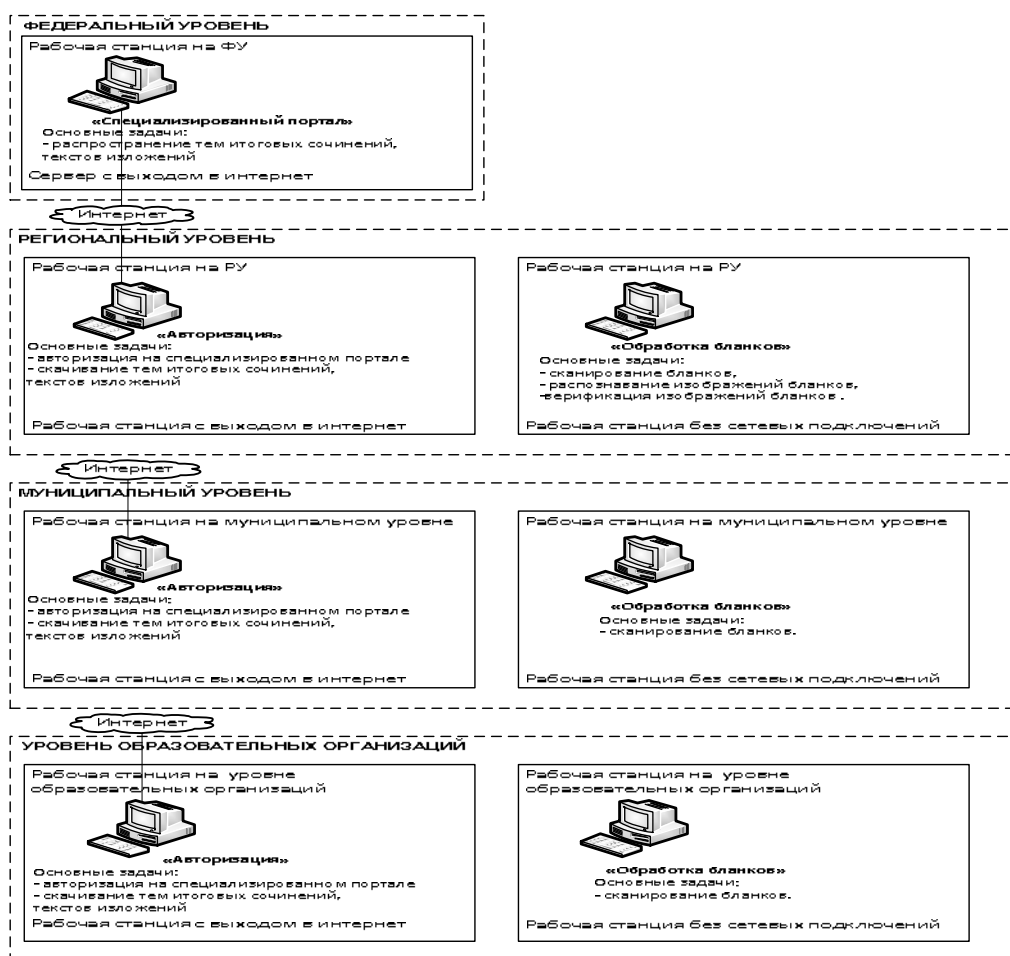 ФЕДЕРАЛЬНЫЙ УРОВЕНЬ
Рабочая станция на ФУ
«Специализированный портал»
Основные задачи:
- распространение тем итоговых сочинений,
текстов изложений
Сервер с выходом в интернет
Интернет
РЕГИОНАЛЬНЫЙ УРОВЕНЬ
Рабочая станция на РУ
«Авторизация»
Основные задачи:
- авторизация на специализированном портале
- скачивание тем итоговых сочинений,
текстов изложений
Рабочая станция с выходом в интернет
Рабочая станция на РУ
«Обработка бланков»
Основные задачи:
- сканирование бланков,
- распознавание изображений бланков,
-верификация изображений бланков .
Рабочая станция без сетевых подключений
Интернет
МУНИЦИПАЛЬНЫЙ УРОВЕНЬ
Рабочая станция на муниципальном уровне
«Авторизация»
Основные задачи:
- авторизация на специализированном портале
- скачивание тем итоговых сочинений,
текстов изложений
Рабочая станция с выходом в интернет
Рабочая станция на муниципальном уровне
«Обработка бланков»
Основные задачи:
- сканирование бланков.
Рабочая станция без сетевых подключений
Интернет
УРОВЕНЬ ОБРАЗОВАТЕЛЬНЫХ ОРГАНИЗАЦИЙ
Рабочая станция на уровне
образовательных организаций
«Авторизация»
Основные задачи:
- авторизация на специализированном портале
- скачивание тем итоговых сочинений,
текстов изложений
Рабочая станция с выходом в интернет
Рабочая станция на уровне
образовательных организаций
«Обработка бланков»
Основные задачи:
- сканирование бланков.
Рабочая станция без сетевых подключений